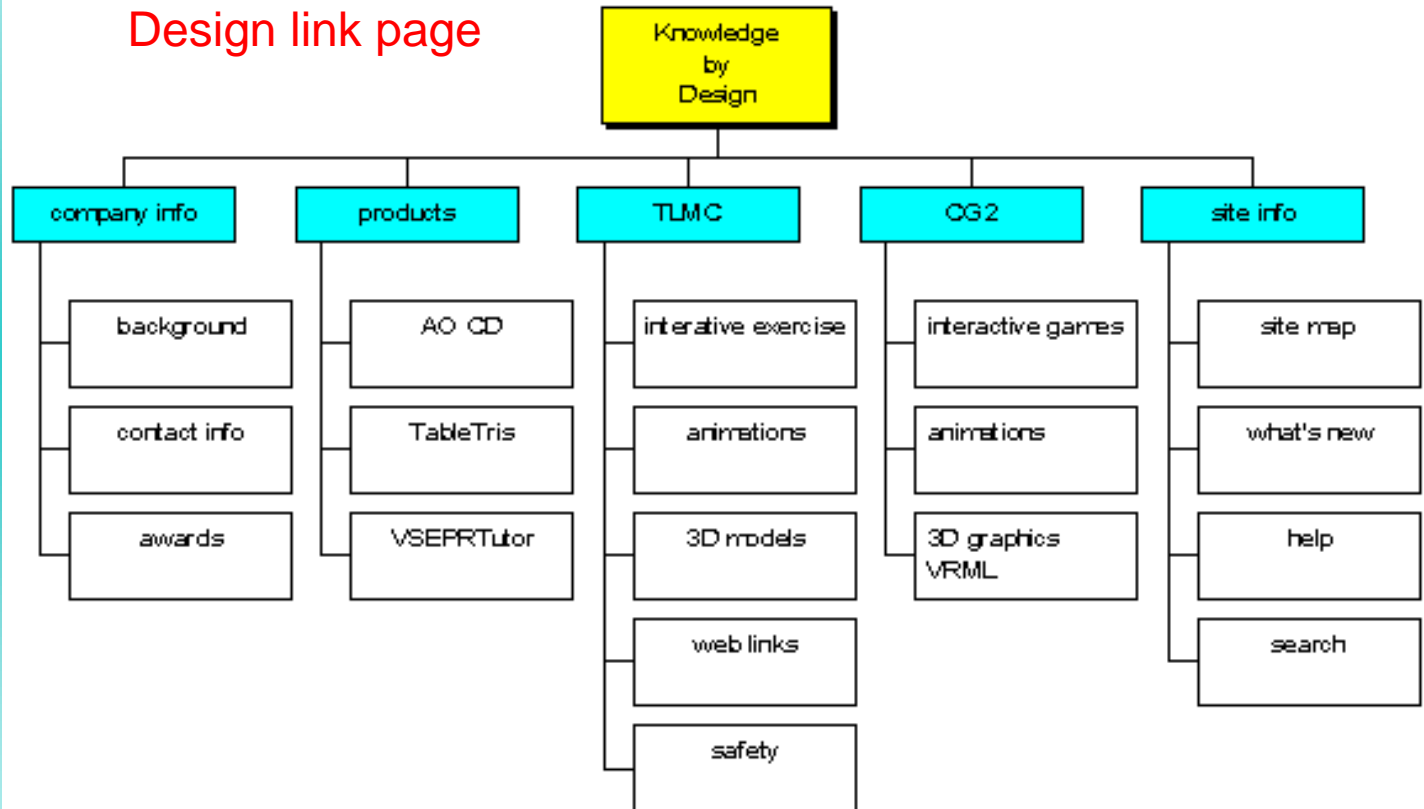 Design link page
Knowledge
by
Design
company info
products
TLMC
CG2
site info
background
contact info
awards
AO CD
TableTris
VSEPRTutor
interative exercise
animations
3D models
web links
safety
interactive games
animations
3D graphics
VRML
site map
what's new
help
search